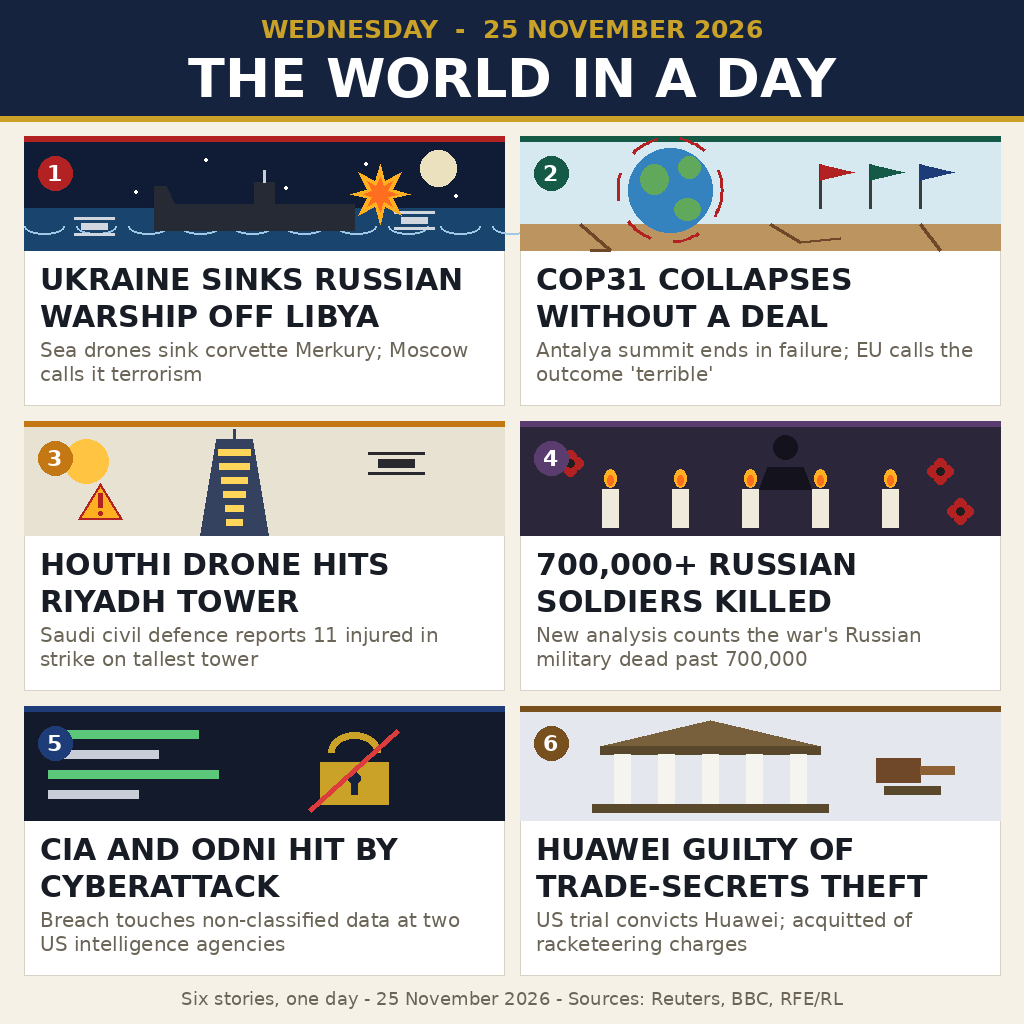 WEDNESDAY - 25 NOVEMBER 2026
THE WORLD IN A DAY
1
UKRAINE SINKS RUSSIAN
WARSHIP OFF LIBYA
Sea drones sink corvette Merkury; Moscow
calls it terrorism
2
COP31 COLLAPSES
WITHOUT A DEAL
Antalya summit ends in failure; EU calls the
outcome 'terrible'
3
HOUTHI DRONE HITS
RIYADH TOWER
Saudi civil defence reports 11 injured in
strike on tallest tower
4
700,000+ RUSSIAN
SOLDIERS KILLED
New analysis counts the war's Russian
military dead past 700,000
5
CIA AND ODNI HIT BY
CYBERATTACK
Breach touches non-classified data at two
US intelligence agencies
6
HUAWEI GUILTY OF
TRADE-SECRETS THEFT
US trial convicts Huawei; acquitted of
racketeering charges
Six stories, one day - 25 November 2026 - Sources: Reuters, BBC, RFE/RL